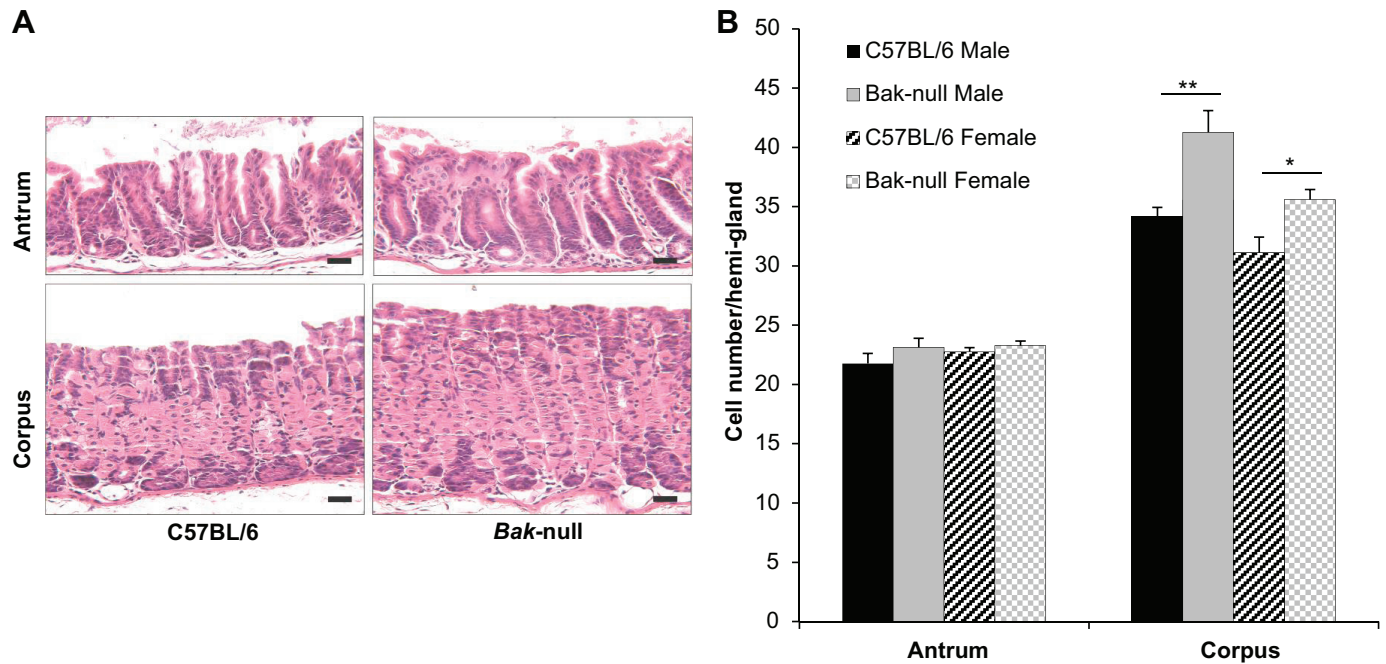 A
Antrum
Corpus
C57BL/6
Bak-null
B
Cell number/hemi-gland
50
45
40
35
30
25
20
15
10
5
0
C57BL/6 Male
Bak-null Male
C57BL/6 Female
Bak-null Female
**
*
Antrum
Corpus